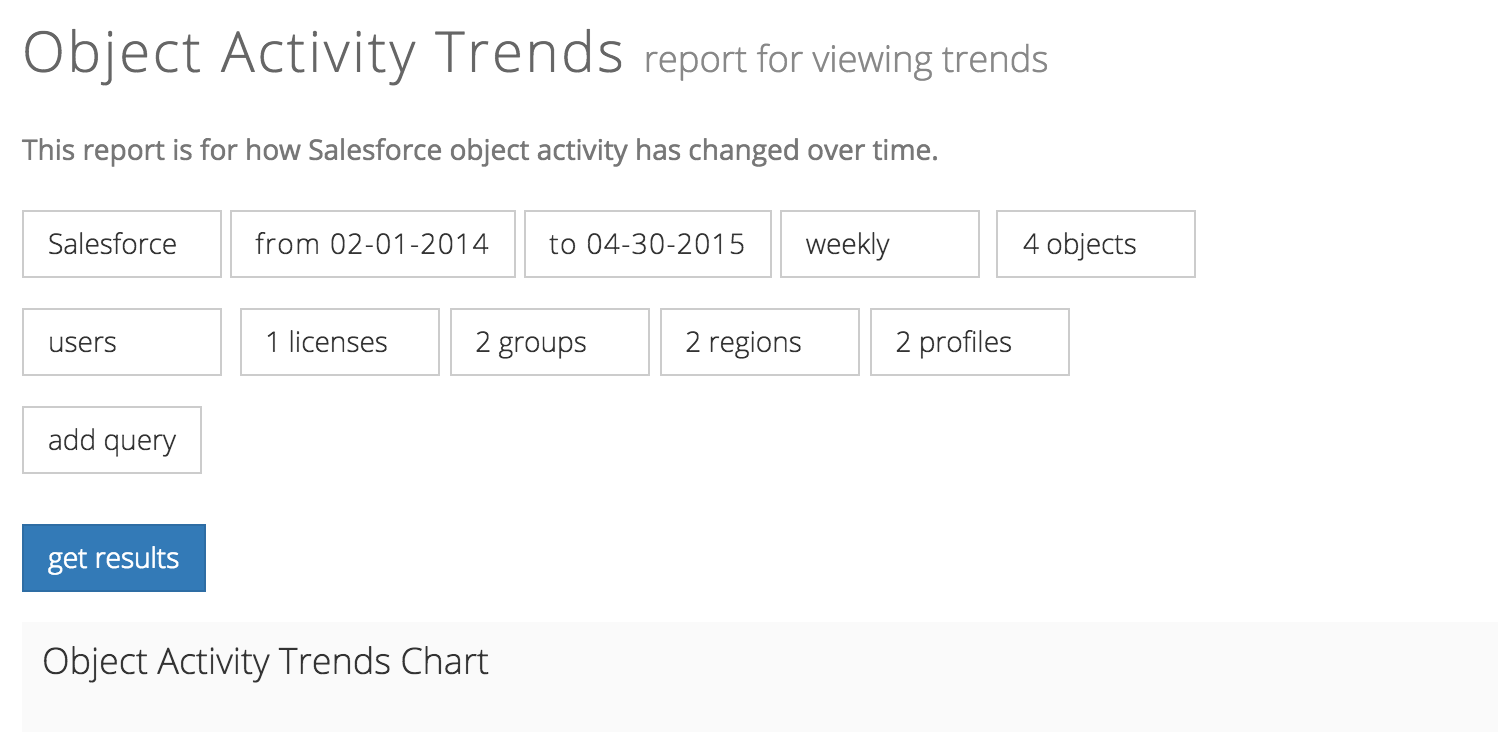 Object Activity Trends report for viewing trends
This report is for how Salesforce object activity has changed over time.
Salesforce from 02-01-2014 to 04-30-2015 weekly 4 objects
users 1 licenses 2 groups 2 regions 2 profiles
add query
get results
Object Activity Trends Chart